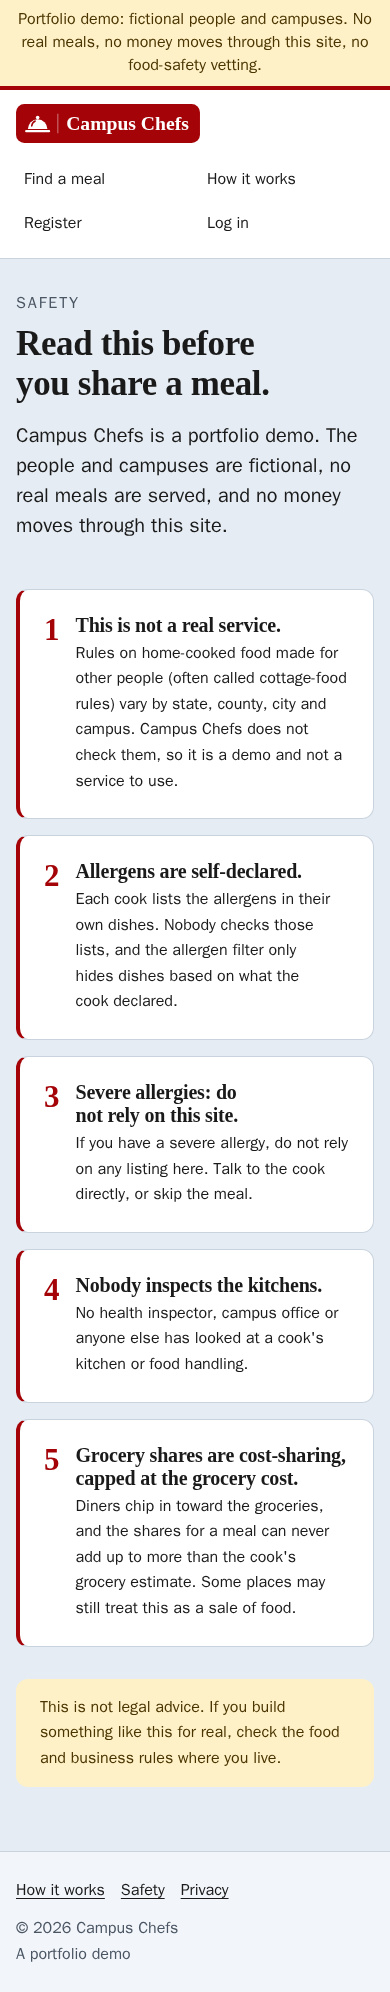 Portfolio demo: fictional people and campuses. No
real meals, no money moves through this site, no
food-safety vetting.
Campus Chefs
Find a meal
How it works
Register
Log in
SAFETY
Read this before
you share a meal.
Campus Chefs is a portfolio demo. The
people and campuses are fictional, no
real meals are served, and no money
moves through this site.
1
This is not a real service.
Rules on home-cooked food made for
other people (often called cottage-food
rules) vary by state, county, city and
campus. Campus Chefs does not
check them, so it is a demo and not a
service to use.
2
Allergens are self-declared.
Each cook lists the allergens in their
own dishes. Nobody checks those
lists, and the allergen filter only
hides dishes based on what the
cook declared.
3
Severe allergies: do
not rely on this site.
If you have a severe allergy, do not rely
on any listing here. Talk to the cook
directly, or skip the meal.
4
Nobody inspects the kitchens.
No health inspector, campus office or
anyone else has looked at a cook's
kitchen or food handling.
5
Grocery shares are cost-sharing,
capped at the grocery cost.
Diners chip in toward the groceries,
and the shares for a meal can never
add up to more than the cook's
grocery estimate. Some places may
still treat this as a sale of food.
This is not legal advice. If you build
something like this for real, check the food
and business rules where you live.
How it works
Safety
Privacy
© 2026 Campus Chefs
A portfolio demo